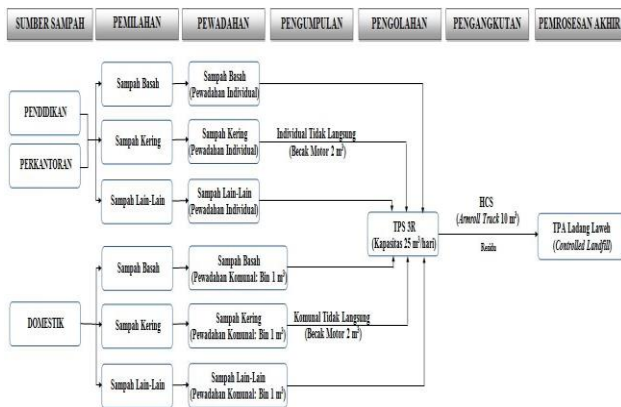 SUMBER SAMPAH
PEMILAHAN
PEWADAHAN
PENGUMPULAN
PENGOLAHAN
PENGANGKUTAN
PEMROSESAN AKHIR
PENDIDIKAN
PERKANTORAN
Sampah Basah
Sampah Kering
Sampah Lain-Lain
Sampah Basah
(Pewadahan Individual)
Sampah Kering
(Pewadahan Individual)
Sampah Lain-Lain
(Pewadahan Individual)
Individual Tidak Langsung
(Becak Motor 2 m³)
DOMESTIK
Sampah Basah
Sampah Kering
Sampah Lain-Lain
Sampah Basah
(Pewadahan Komunal: Bin 1 m³)
Sampah Kering
(Pewadahan Komunal: Bin 1 m³)
Sampah Lain-Lain
(Pewadahan Komunal: Bin 1 m³)
Komunal Tidak Langsung
(Becak Motor 2 m³)
TPS 3R
(Kapasitas 25 m³/hari)
HCS
(Armroll Truck 10 m³)
Residu
TPA Ladang Laweh
(Controlled Landfill)